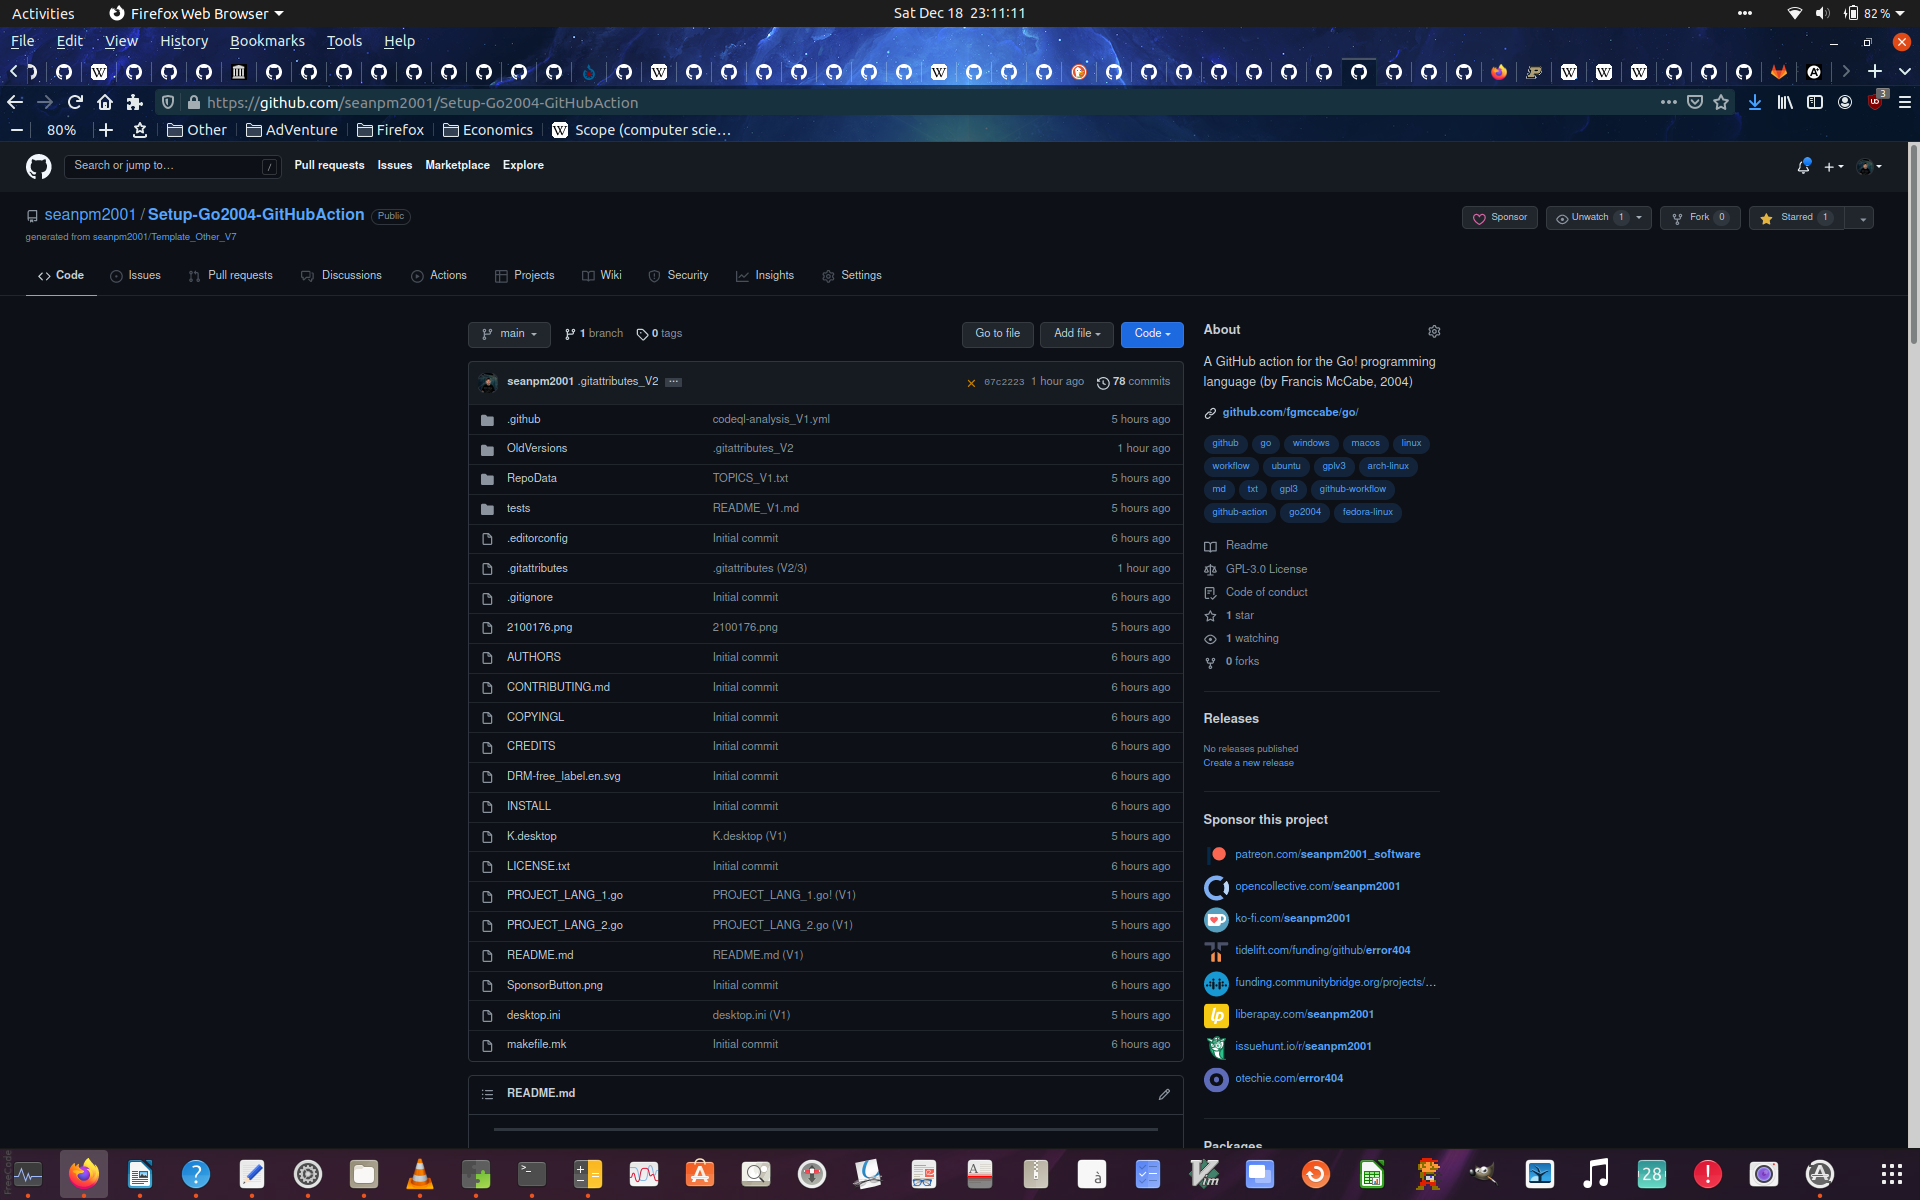 Activities
Firefox Web Browser
Sat Dec 18 23:11:11
82 %
File Edit View History Bookmarks Tools Help
https://github.com/seanpm2001/Setup-Go2004-GitHubAction
3
80%
Other
AdVenture
Firefox
Economics
Scope (computer scie…
Search or jump to…
/
Pull requests
Issues
Marketplace
Explore
seanpm2001 / Setup-Go2004-GitHubAction
Public
generated from seanpm2001/Template_Other_V7
Sponsor
Unwatch 1
Fork 0
Starred 1
Code
Issues
Pull requests
Discussions
Actions
Projects
Wiki
Security
Insights
Settings
main
1 branch
0 tags
Go to file
Add file
Code
seanpm2001 .gitattributes_V2
07c2223 1 hour ago
78 commits
.github codeql-analysis_V1.yml 5 hours ago
OldVersions .gitattributes_V2 1 hour ago
RepoData TOPICS_V1.txt 5 hours ago
tests README_V1.md 5 hours ago
.editorconfig Initial commit 6 hours ago
.gitattributes .gitattributes (V2/3) 1 hour ago
.gitignore Initial commit 6 hours ago
2100176.png 2100176.png 5 hours ago
AUTHORS Initial commit 6 hours ago
CONTRIBUTING.md Initial commit 6 hours ago
COPYINGL Initial commit 6 hours ago
CREDITS Initial commit 6 hours ago
DRM-free_label.en.svg Initial commit 6 hours ago
INSTALL Initial commit 6 hours ago
K.desktop K.desktop (V1) 5 hours ago
LICENSE.txt Initial commit 6 hours ago
PROJECT_LANG_1.go PROJECT_LANG_1.go! (V1) 5 hours ago
PROJECT_LANG_2.go PROJECT_LANG_2.go (V1) 5 hours ago
README.md README.md (V1) 6 hours ago
SponsorButton.png Initial commit 6 hours ago
desktop.ini desktop.ini (V1) 5 hours ago
makefile.mk Initial commit 6 hours ago
README.md
About
A GitHub action for the Go! programming
language (by Francis McCabe, 2004)
github.com/fgmccabe/go/
github go windows macos linux
workflow ubuntu gplv3 arch-linux
md txt gpl3 github-workflow
github-action go2004 fedora-linux
Readme
GPL-3.0 License
Code of conduct
1 star
1 watching
0 forks
Releases
No releases published
Create a new release
Sponsor this project
patreon.com/seanpm2001_software
opencollective.com/seanpm2001
ko-fi.com/seanpm2001
tidelift.com/funding/github/error404
funding.communitybridge.org/projects/…
liberapay.com/seanpm2001
issuehunt.io/r/seanpm2001
otechie.com/error404
Packages
FreeCode
28